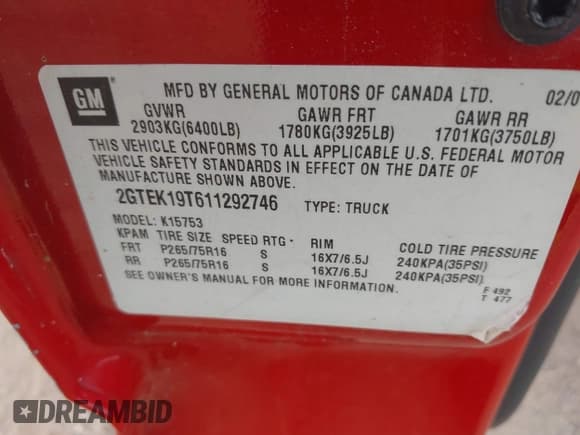 GM
MFD BY GENERAL MOTORS OF CANADA LTD. 02/0
GVWR GAWR FRT GAWR RR
2903KG(6400LB) 1780KG(3925LB) 1701KG(3750LB)
THIS VEHICLE CONFORMS TO ALL APPLICABLE U.S. FEDERAL MOTOR
VEHICLE SAFETY STANDARDS IN EFFECT ON THE DATE OF
MANUFACTURE SHOWN ABOVE.
2GTEK19T611292746 TYPE: TRUCK
MODEL: K15753
KPAM TIRE SIZE SPEED RTG RIM COLD TIRE PRESSURE
FRT P265/75R16 S 16X7/6.5J 240KPA(35PSI)
RR P265/75R16 S 16X7/6.5J 240KPA(35PSI)
SEE OWNER'S MANUAL FOR MORE INFORMATION.
F 492
T 477
DREAMBID